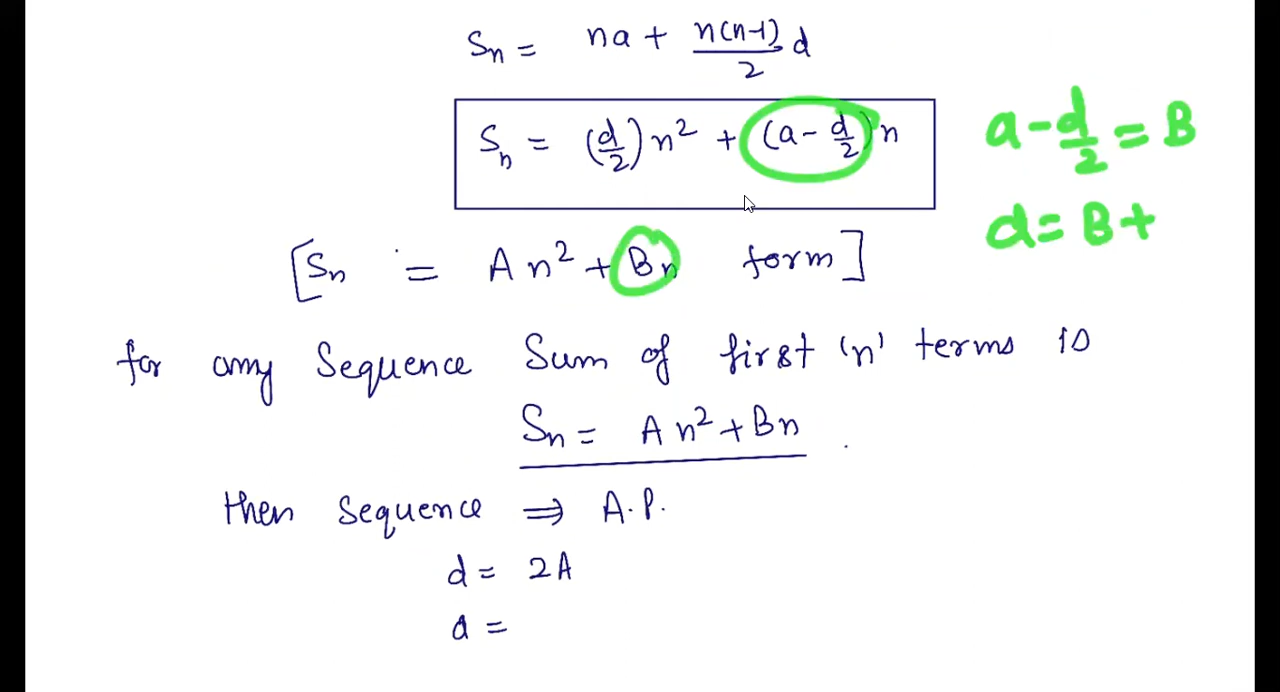 Sn = na + n(n-1)/2 d
Sn = (d/2) n² + (a - d/2) n
a - d/2 = B
a = B +
[Sn = An² + Bn form]
for any Sequence Sum of first 'n' terms is
Sn = An² + Bn
then Sequence ⇒ A.P.
d = 2A
a =